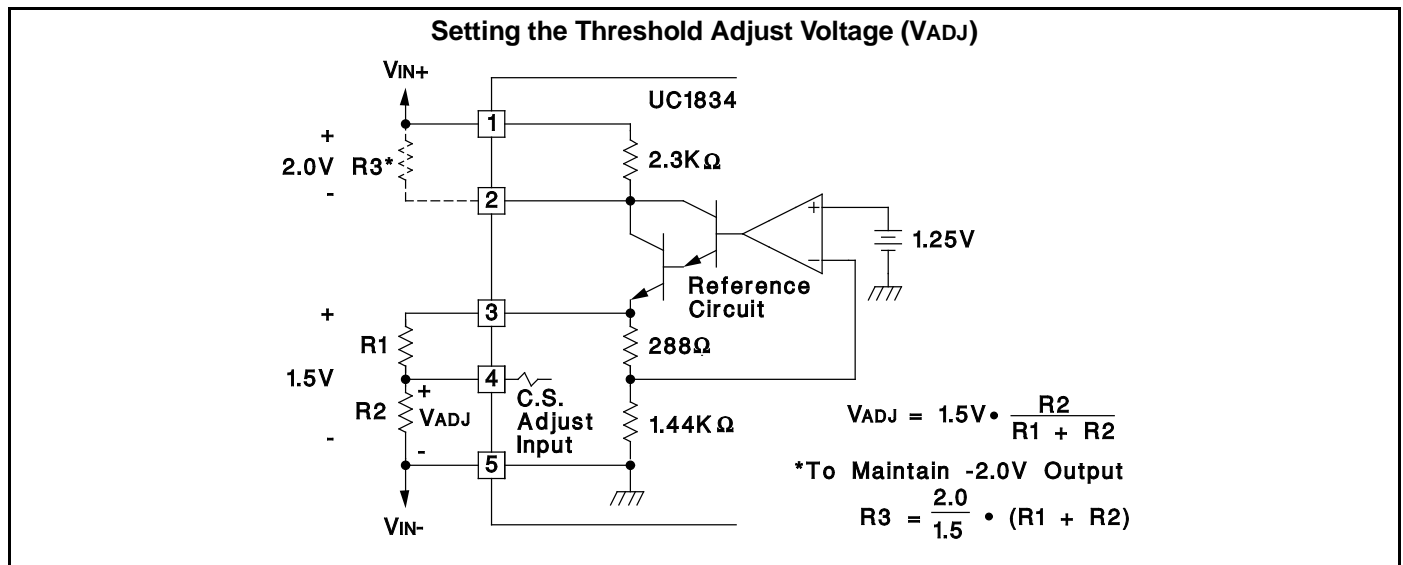 Setting the Threshold Adjust Voltage (VADJ)
VIN+
UC1834
1
+
2.0V R3*
-
2.3KΩ
2
+
-
1.25V
Reference
Circuit
3
+
R1
288Ω
1.5V
4
C.S.
Adjust
Input
R2
+
VADJ
-
-
1.44KΩ
5
VIN-
VADJ = 1.5V • R2
R1 + R2
*To Maintain -2.0V Output
R3 = 2.0 • (R1 + R2)
1.5